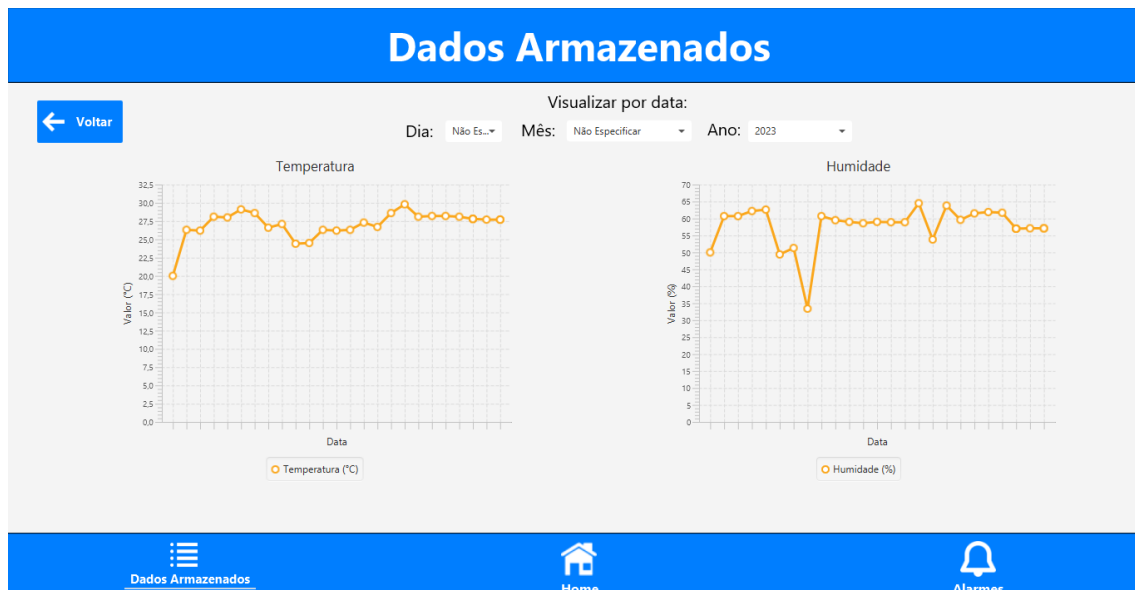 Dados Armazenados
Voltar
Visualizar por data:
Dia: Não Es... Mês: Não Especificar Ano: 2023
Temperatura
32,5
30,0
27,5
25,0
22,5
20,0
17,5
15,0
12,5
10,0
7,5
5,0
2,5
0,0
Valor (°C)
Data
Temperatura (°C)
Humidade
70
65
60
55
50
45
40
35
30
25
20
15
10
5
0
Valor (%)
Data
Humidade (%)
Dados Armazenados
Home
Alarmes